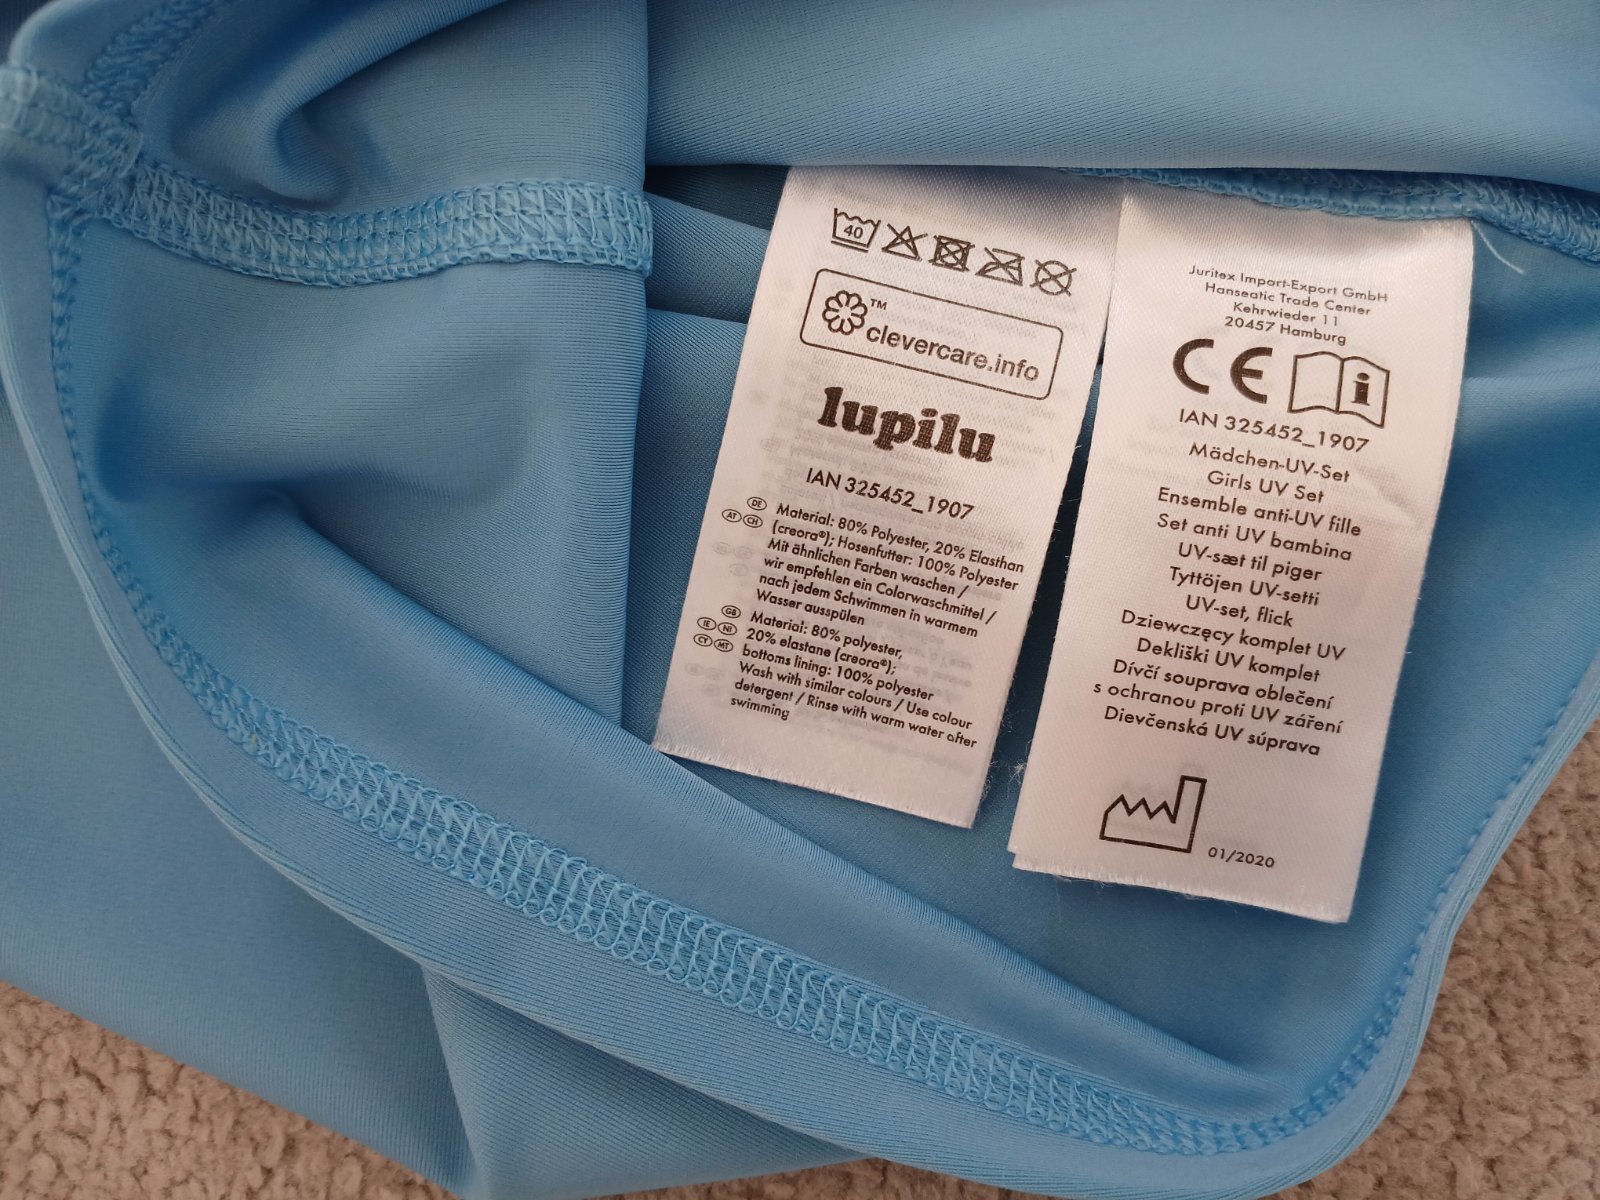 40
™
clevercare.info
lupilu
IAN 325452_1907
DE
AT CH
Material: 80% Polyester, 20% Elasthan
(creora®); Hosenfutter: 100% Polyester
Mit ähnlichen Farben waschen /
wir empfehlen ein Colorwaschmittel /
nach jedem Schwimmen in warmem
Wasser ausspülen
GB
IE NI
CY MT
Material: 80% polyester,
20% elastane (creora®);
bottoms lining: 100% polyester
Wash with similar colours / Use colour
detergent / Rinse with warm water after
swimming
Juritex Import-Export GmbH
Hanseatic Trade Center
Kehrwieder 11
20457 Hamburg
CE i
IAN 325452_1907
Mädchen-UV-Set
Girls UV Set
Ensemble anti-UV fille
Set anti UV bambina
UV-sæt til piger
Tyttöjen UV-setti
UV-set, flick
Dziewczęcy komplet UV
Dekliški UV komplet
Dívčí souprava oblečení
s ochranou proti UV záření
Dievčenská UV súprava
01/2020